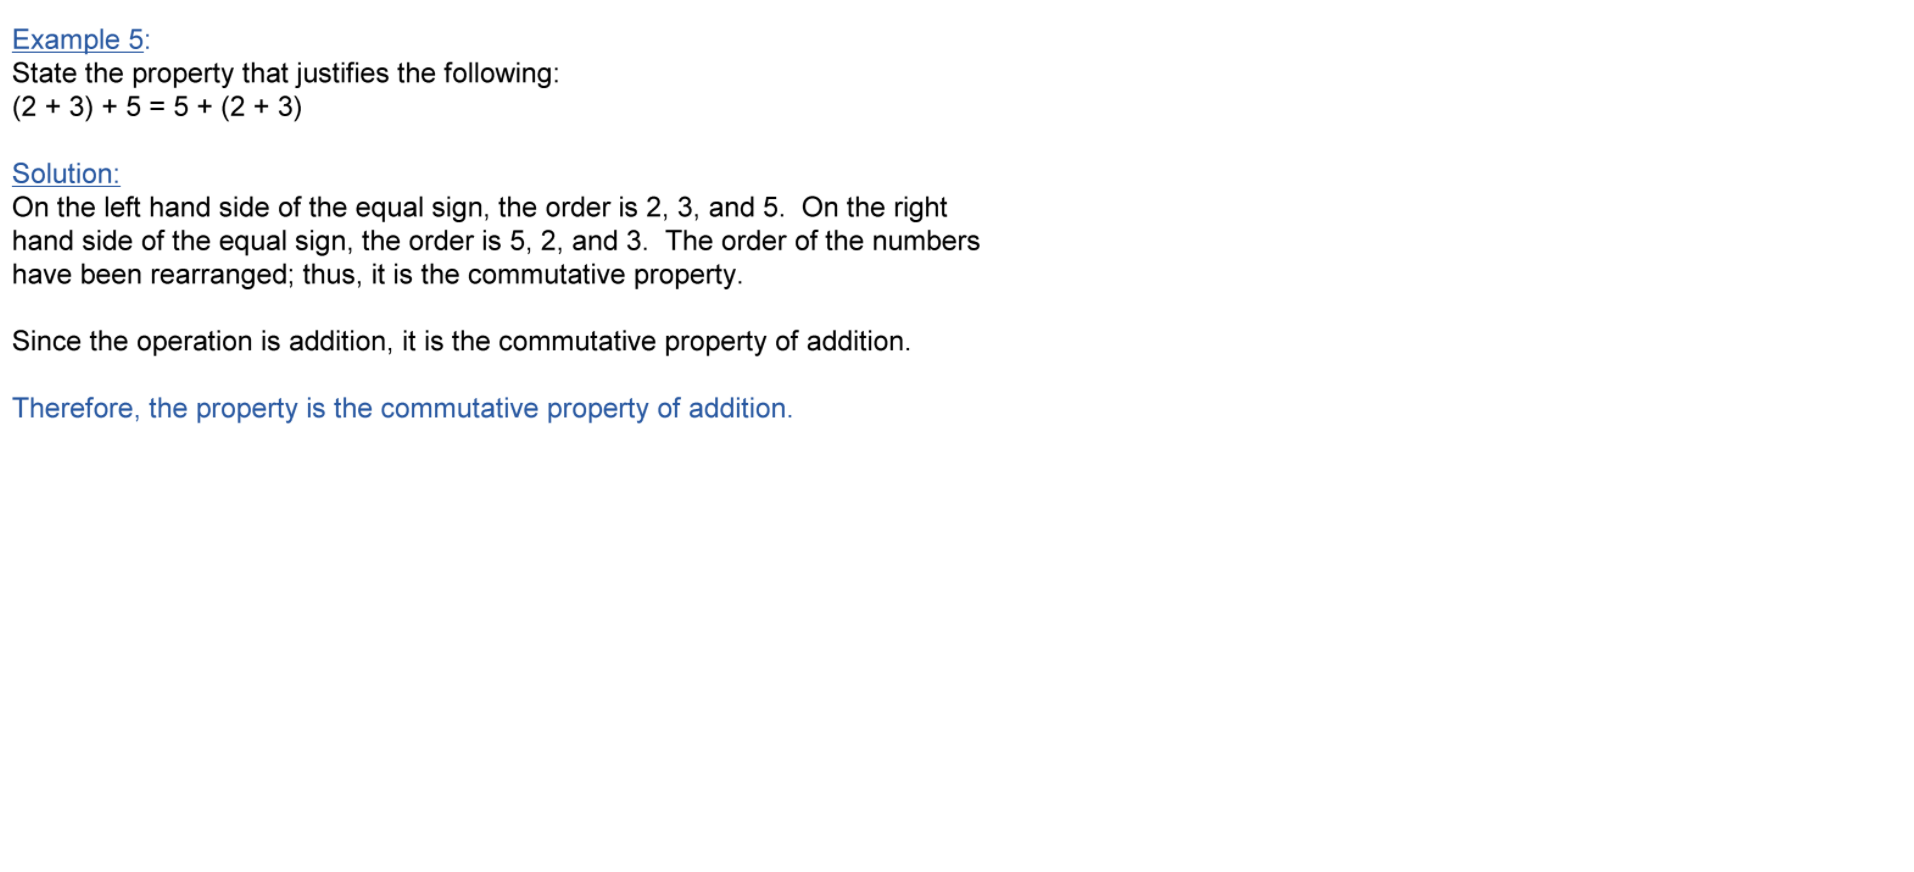 Example 5:
State the property that justifies the following:
(2 + 3) + 5 = 5 + (2 + 3)
Solution:
On the left hand side of the equal sign, the order is 2, 3, and 5.  On the right
hand side of the equal sign, the order is 5, 2, and 3.  The order of the numbers
have been rearranged; thus, it is the commutative property.
Since the operation is addition, it is the commutative property of addition.
Therefore, the property is the commutative property of addition.